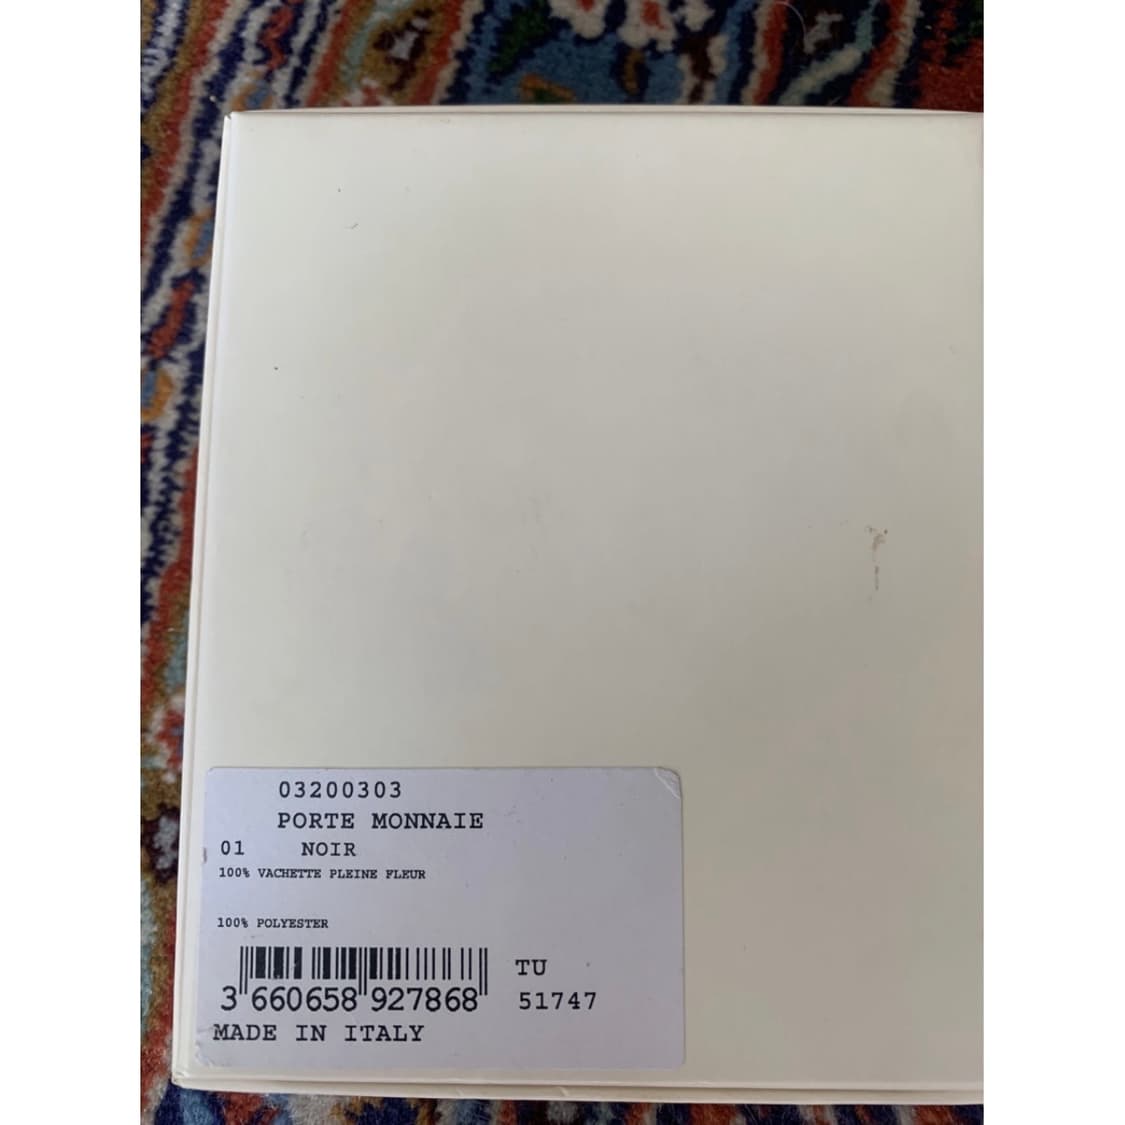 03200303
PORTE MONNAIE
01 NOIR
100% VACHETTE PLEINE FLEUR
100% POLYESTER
TU
3 660658 927868 51747
MADE IN ITALY